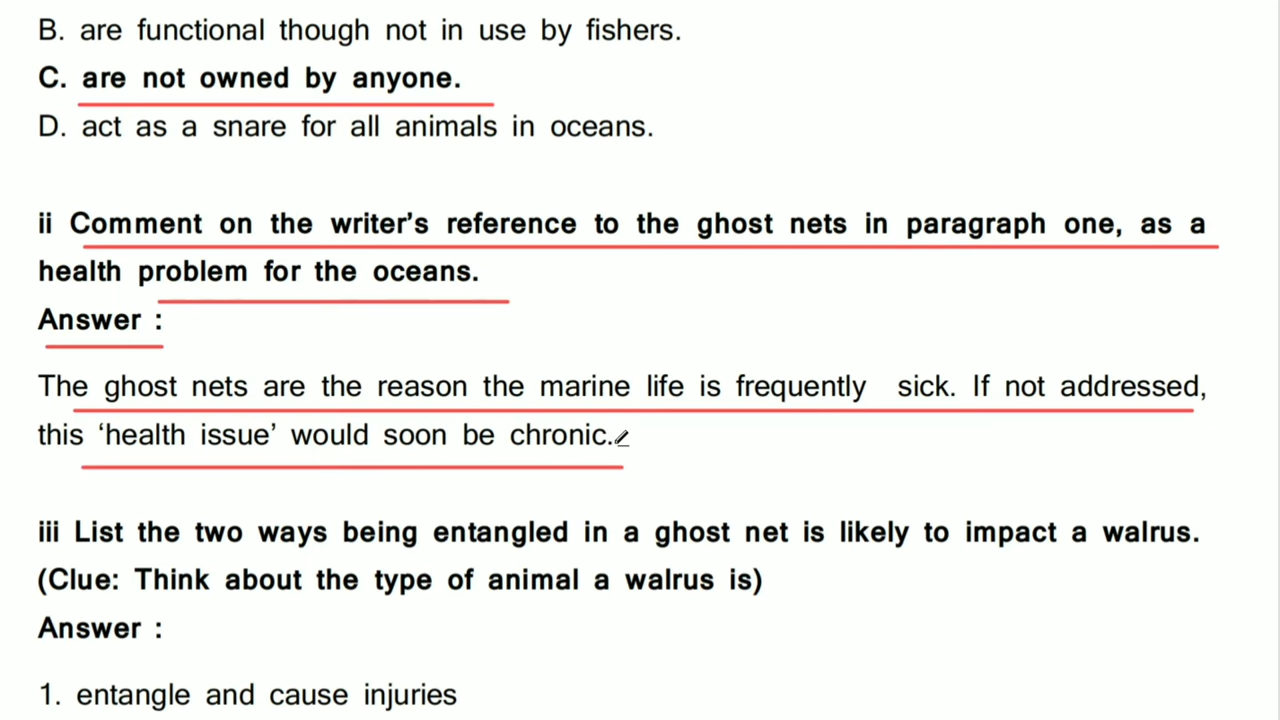 B. are functional though not in use by fishers.
C. are not owned by anyone.
D. act as a snare for all animals in oceans.
ii Comment on the writer's reference to the ghost nets in paragraph one, as a
health problem for the oceans.
Answer :
The ghost nets are the reason the marine life is frequently sick. If not addressed,
this ‘health issue’ would soon be chronic.
iii List the two ways being entangled in a ghost net is likely to impact a walrus.
(Clue: Think about the type of animal a walrus is)
Answer :
1. entangle and cause injuries